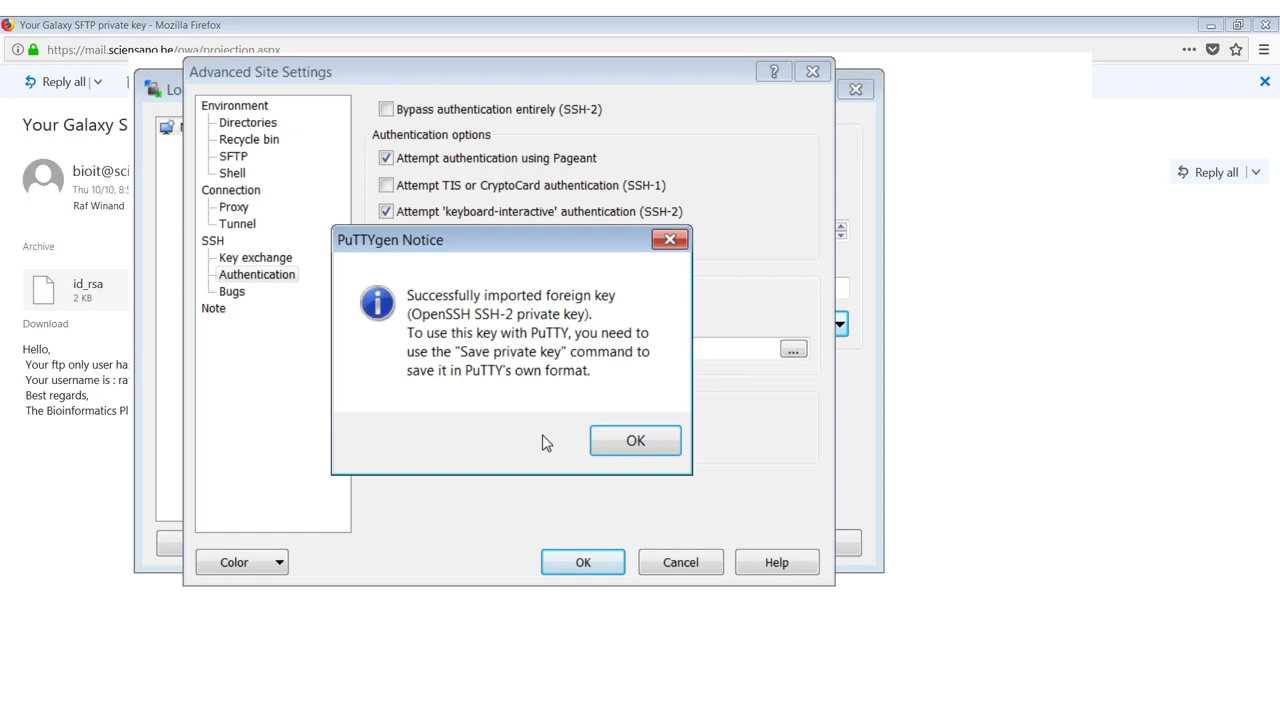 Your Galaxy SFTP private key - Mozilla Firefox
https://mail.sciensano.be/owa/projection.aspx
Reply all
Your Galaxy S
bioit@sci
Thu 10/10, 8:5
Raf Winand
Reply all
Archive
id_rsa
2 KB
Download
Hello,
Your ftp only user has
Your username is : ra
Best regards,
The Bioinformatics Pl
Lo
Advanced Site Settings
?
Environment
Directories
Recycle bin
SFTP
Shell
Connection
Proxy
Tunnel
SSH
Key exchange
Authentication
Bugs
Note
Bypass authentication entirely (SSH-2)
Authentication options
Attempt authentication using Pageant
Attempt TIS or CryptoCard authentication (SSH-1)
Attempt 'keyboard-interactive' authentication (SSH-2)
...
PuTTYgen Notice
Successfully imported foreign key
(OpenSSH SSH-2 private key).
To use this key with PuTTY, you need to
use the "Save private key" command to
save it in PuTTY's own format.
OK
Color
OK
Cancel
Help